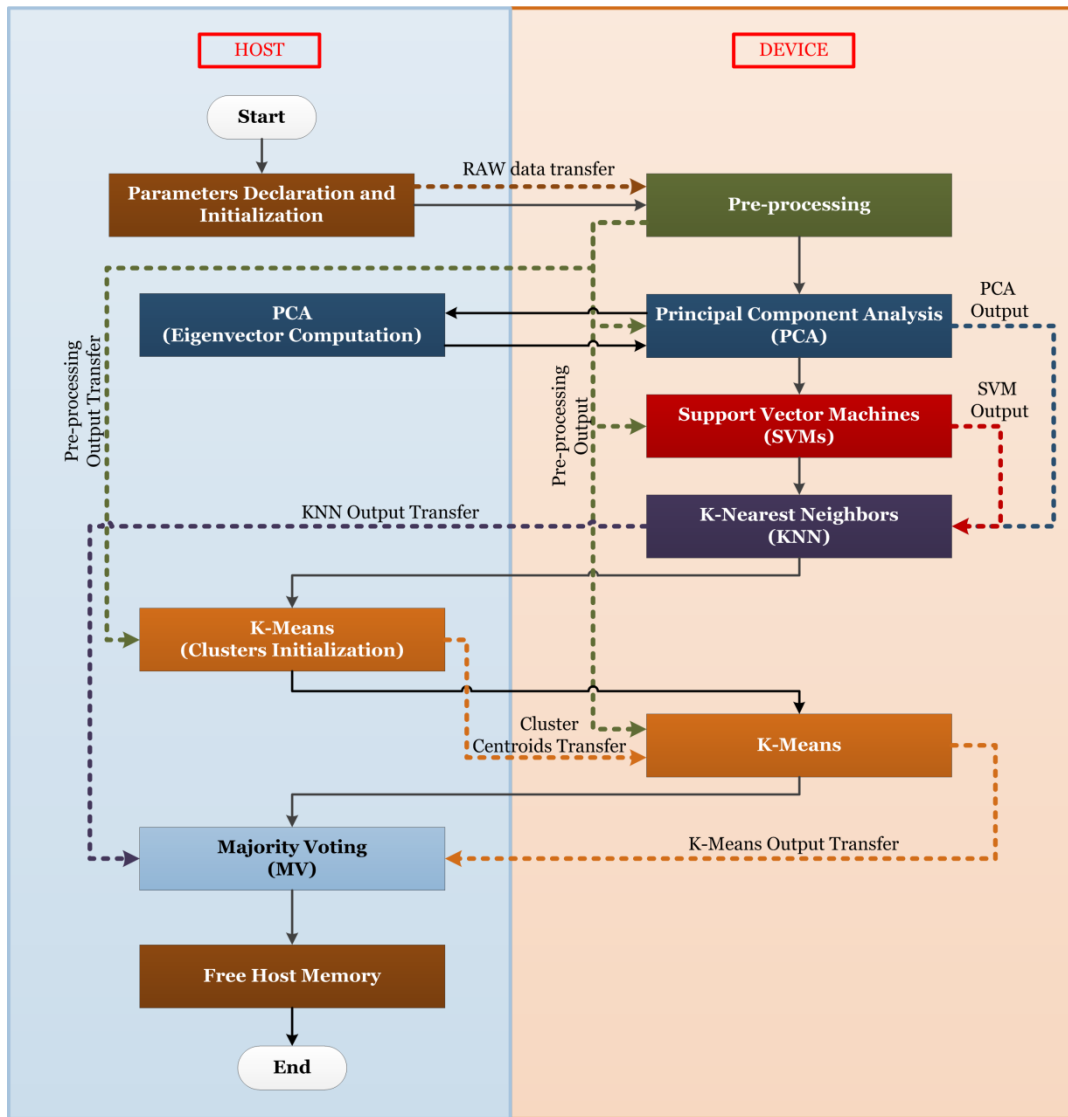 HOST
DEVICE
Start
RAW data transfer
Parameters Declaration and
Initialization
Pre-processing
PCA
Output
PCA
(Eigenvector Computation)
Principal Component Analysis
(PCA)
Pre-processing
Output Transfer
Pre-processing
Output
SVM
Output
Support Vector Machines
(SVMs)
KNN Output Transfer
K-Nearest Neighbors
(KNN)
K-Means
(Clusters Initialization)
Cluster
Centroids Transfer
K-Means
Majority Voting
(MV)
K-Means Output Transfer
Free Host Memory
End